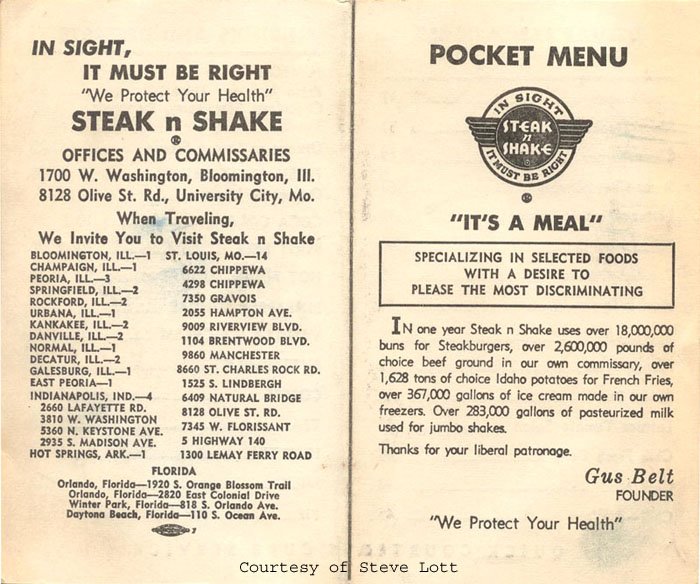 IN SIGHT,
IT MUST BE RIGHT
"We Protect Your Health"
STEAK n SHAKE
OFFICES AND COMMISSARIES
1700 W. Washington, Bloomington, Ill.
8128 Olive St. Rd., University City, Mo.
When Traveling,
We Invite You to Visit Steak n Shake
BLOOMINGTON, ILL.—1
CHAMPAIGN, ILL.—1
PEORIA, ILL.—3
SPRINGFIELD, ILL.—2
ROCKFORD, ILL.—2
URBANA, ILL.—1
KANKAKEE, ILL.—2
DANVILLE, ILL.—2
NORMAL, ILL.—1
DECATUR, ILL.—2
GALESBURG, ILL.—1
EAST PEORIA—1
INDIANAPOLIS, IND.—4
2660 LAFAYETTE RD.
3810 W. WASHINGTON
5360 N. KEYSTONE AVE.
2935 S. MADISON AVE.
HOT SPRINGS, ARK.—1
ST. LOUIS, MO.—14
6622 CHIPPEWA
4298 CHIPPEWA
7350 GRAVOIS
2055 HAMPTON AVE.
9009 RIVERVIEW BLVD.
1104 BRENTWOOD BLVD.
9860 MANCHESTER
8660 ST. CHARLES ROCK RD.
1525 S. LINDBERGH
6409 NATURAL BRIDGE
8128 OLIVE ST. RD.
7345 W. FLORISSANT
5 HIGHWAY 140
1300 LEMAY FERRY ROAD
FLORIDA
Orlando, Florida—1920 S. Orange Blossom Trail
Orlando, Florida—2820 East Colonial Drive
Winter Park, Florida—818 S. Orlando Ave.
Daytona Beach, Florida—110 S. Ocean Ave.
7
POCKET MENU
IN SIGHT
STEAK
n
SHAKE
IT MUST BE RIGHT
"IT'S A MEAL"
SPECIALIZING IN SELECTED FOODS
WITH A DESIRE TO
PLEASE THE MOST DISCRIMINATING
IN one year Steak n Shake uses over 18,000,000
buns for Steakburgers, over 2,600,000 pounds of
choice beef ground in our own commissary, over
1,628 tons of choice Idaho potatoes for French Fries,
over 367,000 gallons of ice cream made in our own
freezers. Over 283,000 gallons of pasteurized milk
used for jumbo shakes.
Thanks for your liberal patronage.
Gus Belt
FOUNDER
"We Protect Your Health"
Courtesy of Steve Lott